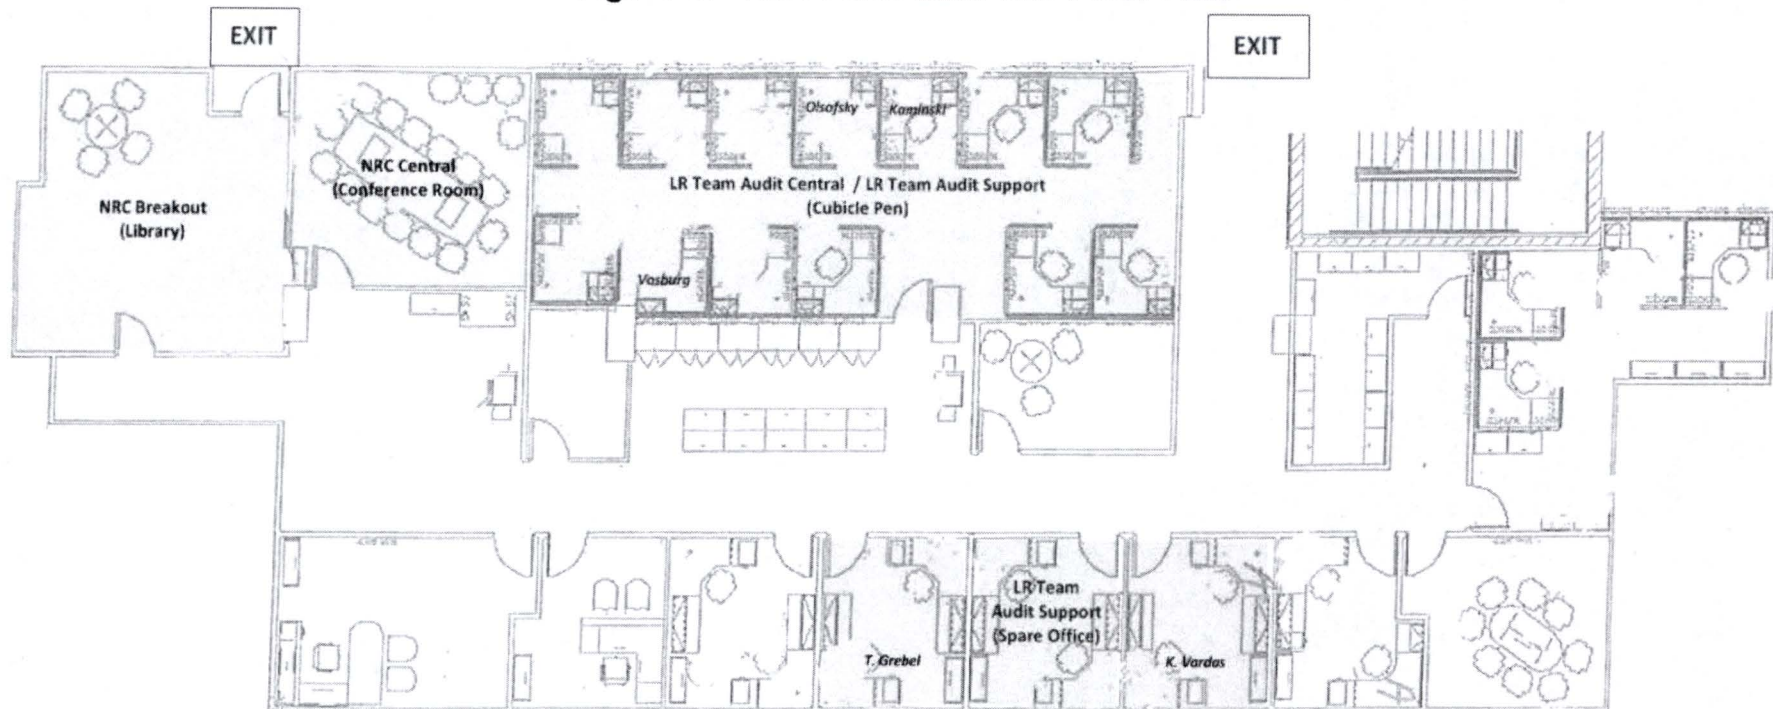 EXIT
EXIT
Olsofsky
Kaminski
NRC Central
(Conference Room)
LR Team Audit Central / LR Team Audit Support
(Cubicle Pen)
NRC Breakout
(Library)
Vosburg
LR Team
Audit Support
(Spare Office)
T. Grebel
K. Vardas